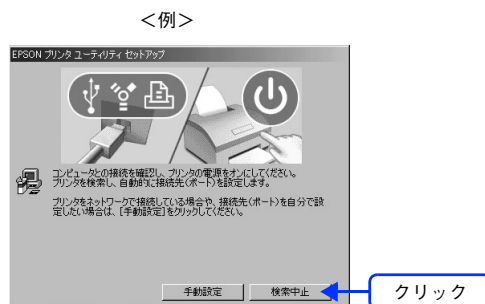 ＜例＞
EPSON プリンタ ユーティリティ セットアップ
コンピュータとの接続を確認し、プリンタの電源をオンにしてください。
プリンタを検索し、自動的に接続先（ポート）を設定します。
プリンタをネットワークで接続している場合や、接続先（ポート）を自分で設
定したい場合は、［手動設定］をクリックしてください。
手動設定
検索中止
クリック